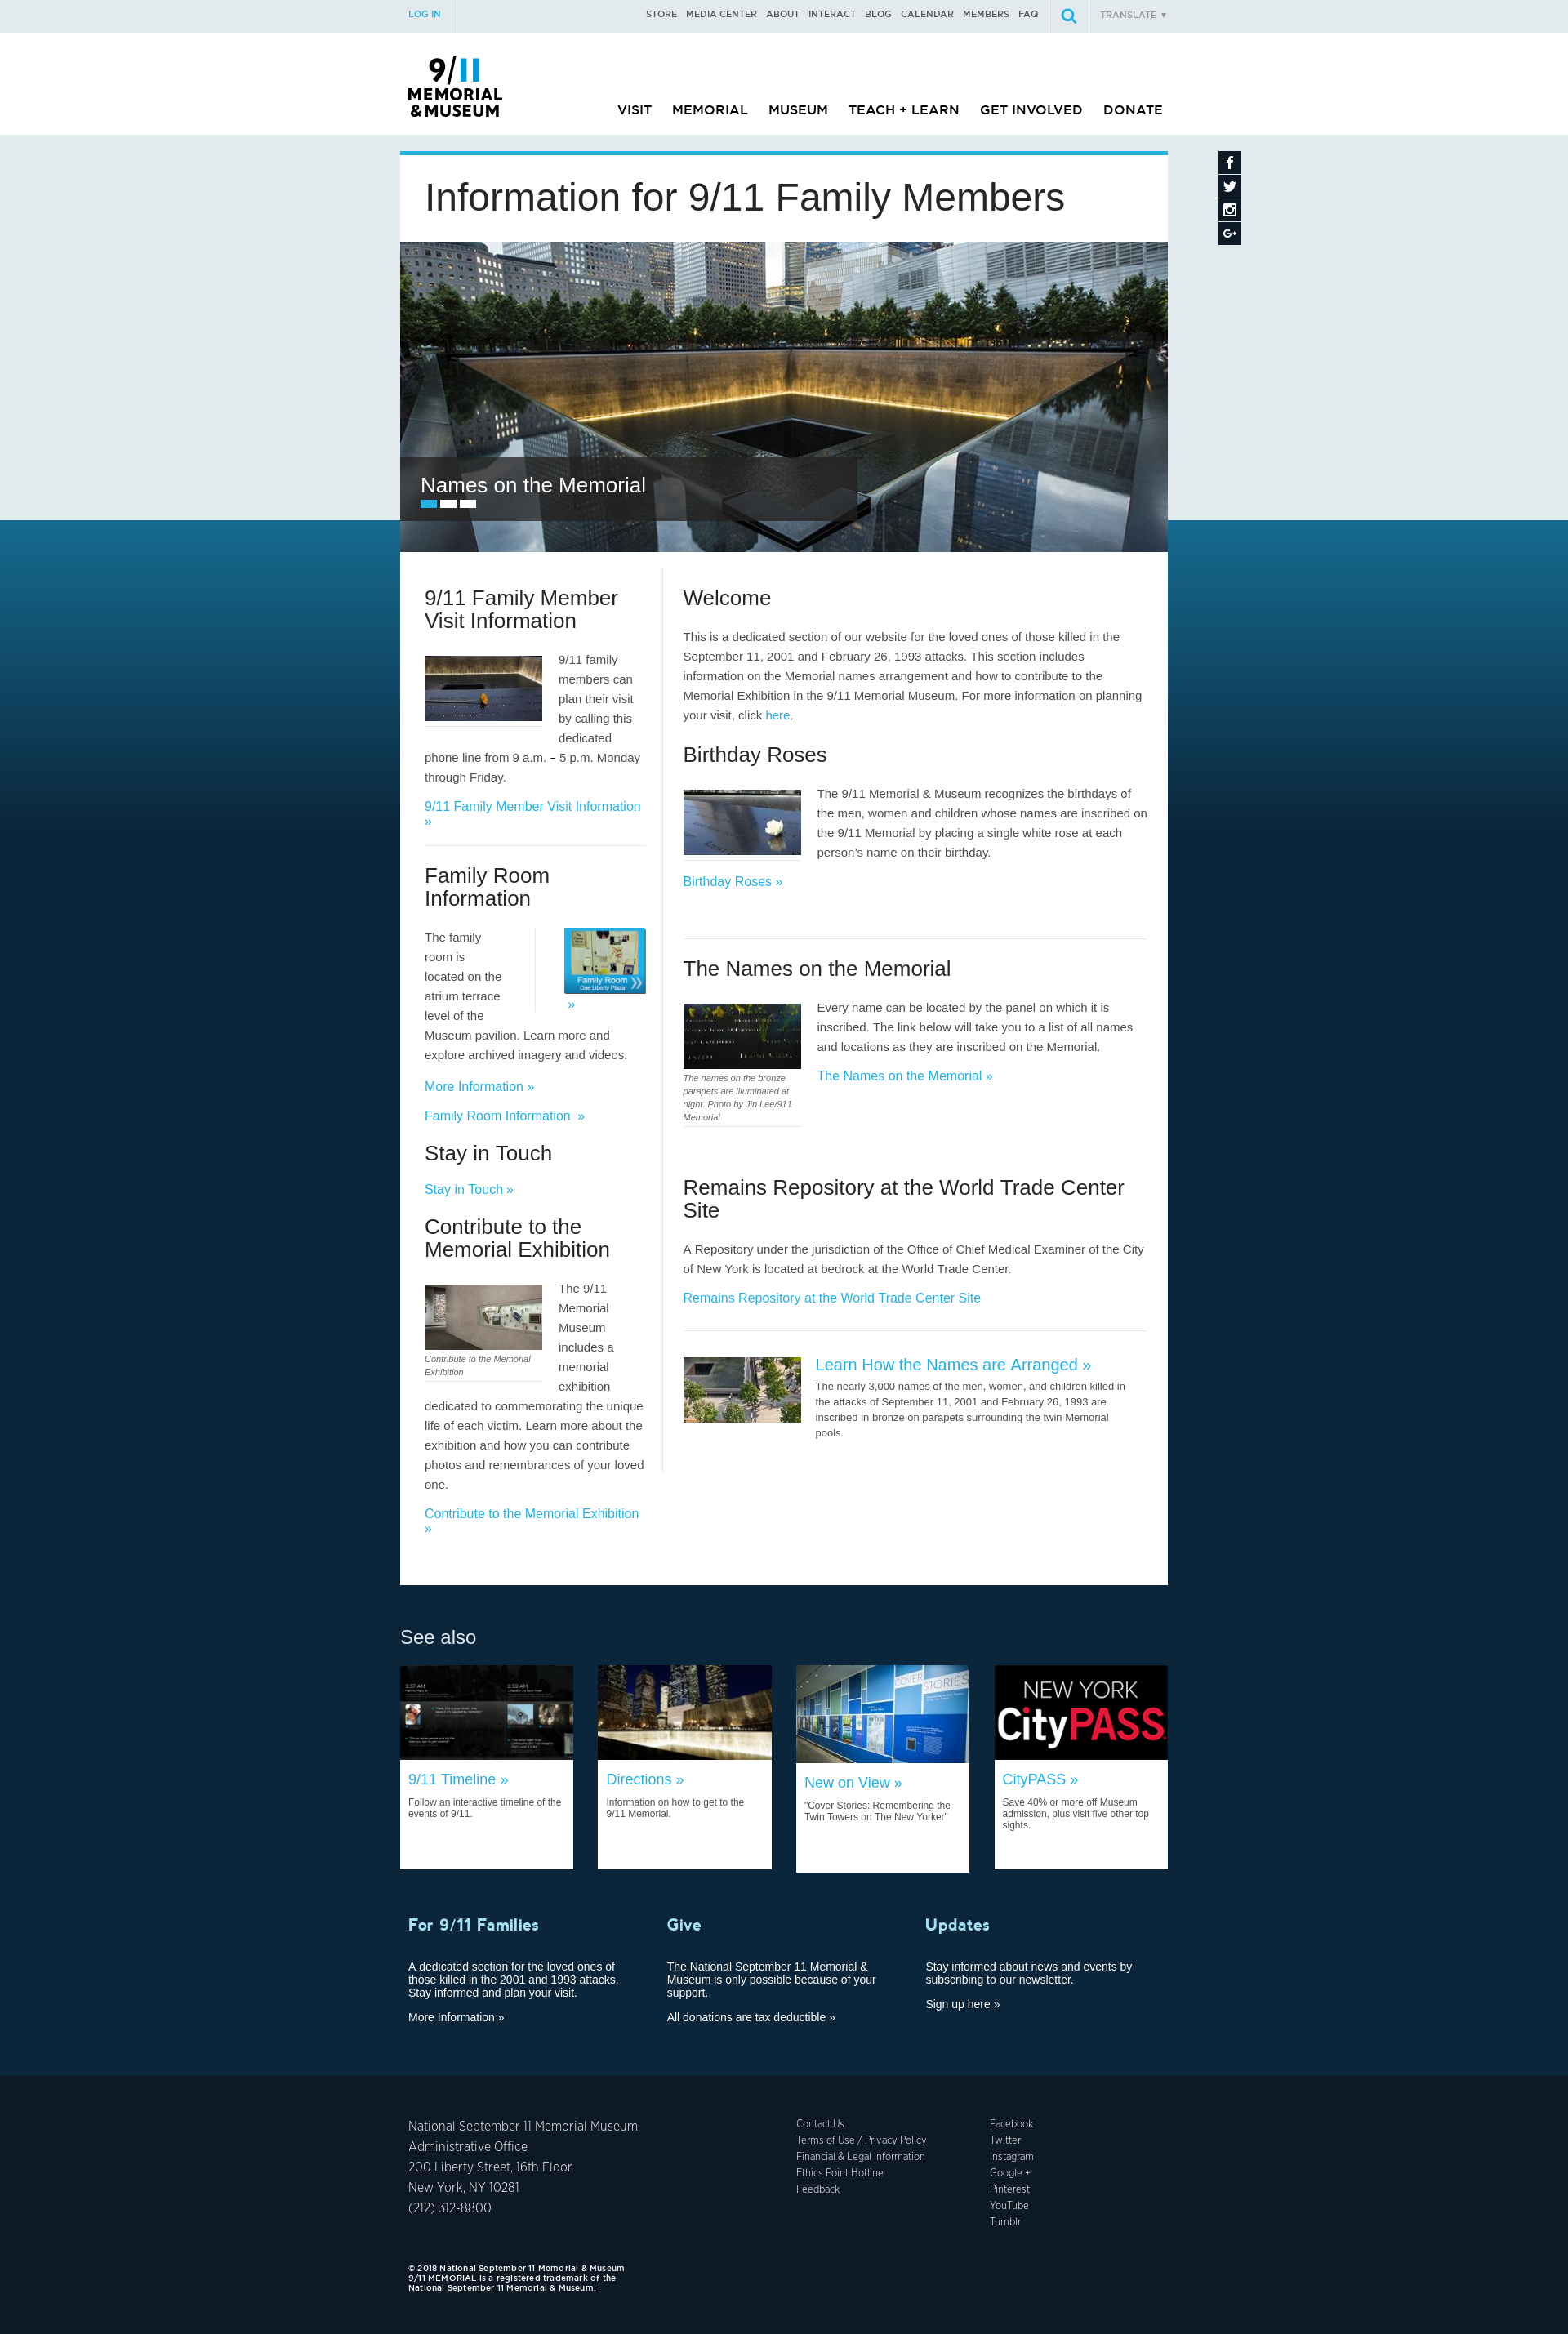 LOG IN
STORE MEDIA CENTER ABOUT INTERACT BLOG CALENDAR MEMBERS FAQ
TRANSLATE ▼
9/11
MEMORIAL
&MUSEUM
VISIT MEMORIAL MUSEUM TEACH + LEARN GET INVOLVED DONATE
Information for 9/11 Family Members
Names on the Memorial
9/11 Family Member
Visit Information
9/11 family
members can
plan their visit
by calling this
dedicated
phone line from 9 a.m. – 5 p.m. Monday
through Friday.
9/11 Family Member Visit Information
»
Family Room
Information
The family
room is
located on the
atrium terrace
level of the
Museum pavilion. Learn more and
explore archived imagery and videos.
Family Room
One Liberty Plaza
»
More Information »
Family Room Information »
Stay in Touch
Stay in Touch »
Contribute to the
Memorial Exhibition
Contribute to the Memorial
Exhibition
The 9/11
Memorial
Museum
includes a
memorial
exhibition
dedicated to commemorating the unique
life of each victim. Learn more about the
exhibition and how you can contribute
photos and remembrances of your loved
one.
Contribute to the Memorial Exhibition
»
Welcome
This is a dedicated section of our website for the loved ones of those killed in the
September 11, 2001 and February 26, 1993 attacks. This section includes
information on the Memorial names arrangement and how to contribute to the
Memorial Exhibition in the 9/11 Memorial Museum. For more information on planning
your visit, click here.
Birthday Roses
The 9/11 Memorial & Museum recognizes the birthdays of
the men, women and children whose names are inscribed on
the 9/11 Memorial by placing a single white rose at each
person’s name on their birthday.
Birthday Roses »
The Names on the Memorial
The names on the bronze
parapets are illuminated at
night. Photo by Jin Lee/911
Memorial
Every name can be located by the panel on which it is
inscribed. The link below will take you to a list of all names
and locations as they are inscribed on the Memorial.
The Names on the Memorial »
Remains Repository at the World Trade Center
Site
A Repository under the jurisdiction of the Office of Chief Medical Examiner of the City
of New York is located at bedrock at the World Trade Center.
Remains Repository at the World Trade Center Site
Learn How the Names are Arranged »
The nearly 3,000 names of the men, women, and children killed in
the attacks of September 11, 2001 and February 26, 1993 are
inscribed in bronze on parapets surrounding the twin Memorial
pools.
See also
9:57 AM
9:59 AM
9/11 Timeline »
Follow an interactive timeline of the
events of 9/11.
Directions »
Information on how to get to the
9/11 Memorial.
COVER STORIES
New on View »
"Cover Stories: Remembering the
Twin Towers on The New Yorker"
NEW YORK
CityPASS
CityPASS »
Save 40% or more off Museum
admission, plus visit five other top
sights.
For 9/11 Families
A dedicated section for the loved ones of
those killed in the 2001 and 1993 attacks.
Stay informed and plan your visit.
More Information »
Give
The National September 11 Memorial &
Museum is only possible because of your
support.
All donations are tax deductible »
Updates
Stay informed about news and events by
subscribing to our newsletter.
Sign up here »
National September 11 Memorial Museum
Administrative Office
200 Liberty Street, 16th Floor
New York, NY 10281
(212) 312-8800
Contact Us
Terms of Use / Privacy Policy
Financial & Legal Information
Ethics Point Hotline
Feedback
Facebook
Twitter
Instagram
Google +
Pinterest
YouTube
Tumblr
© 2018 National September 11 Memorial & Museum
9/11 MEMORIAL is a registered trademark of the
National September 11 Memorial & Museum.